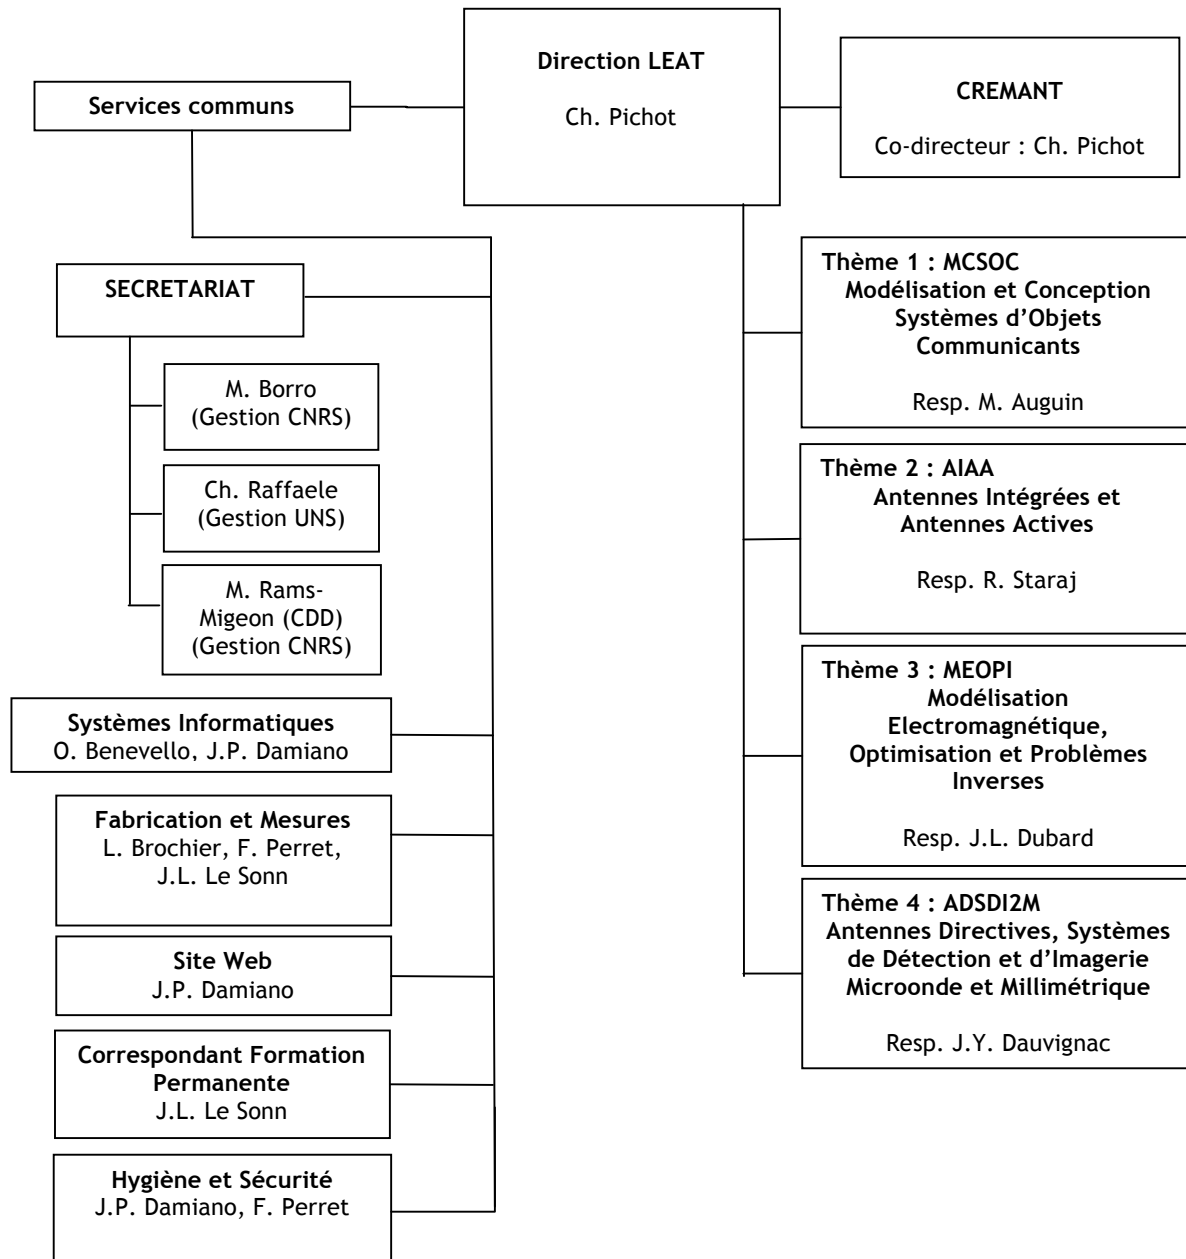 Direction LEAT
Ch. Pichot
Services communs
CREMANT
Co-directeur : Ch. Pichot
SECRETARIAT
M. Borro
(Gestion CNRS)
Ch. Raffaele
(Gestion UNS)
M. Rams-
Migeon (CDD)
(Gestion CNRS)
Systèmes Informatiques
O. Benevello, J.P. Damiano
Fabrication et Mesures
L. Brochier, F. Perret,
J.L. Le Sonn
Site Web
J.P. Damiano
Correspondant Formation
Permanente
J.L. Le Sonn
Hygiène et Sécurité
J.P. Damiano, F. Perret
Thème 1 : MCSOC
Modélisation et Conception
Systèmes d’Objets
Communicants
Resp. M. Auguin
Thème 2 : AIAA
Antennes Intégrées et
Antennes Actives
Resp. R. Staraj
Thème 3 : MEOPI
Modélisation
Electromagnétique,
Optimisation et Problèmes
Inverses
Resp. J.L. Dubard
Thème 4 : ADSDI2M
Antennes Directives, Systèmes
de Détection et d’Imagerie
Microonde et Millimétrique
Resp. J.Y. Dauvignac